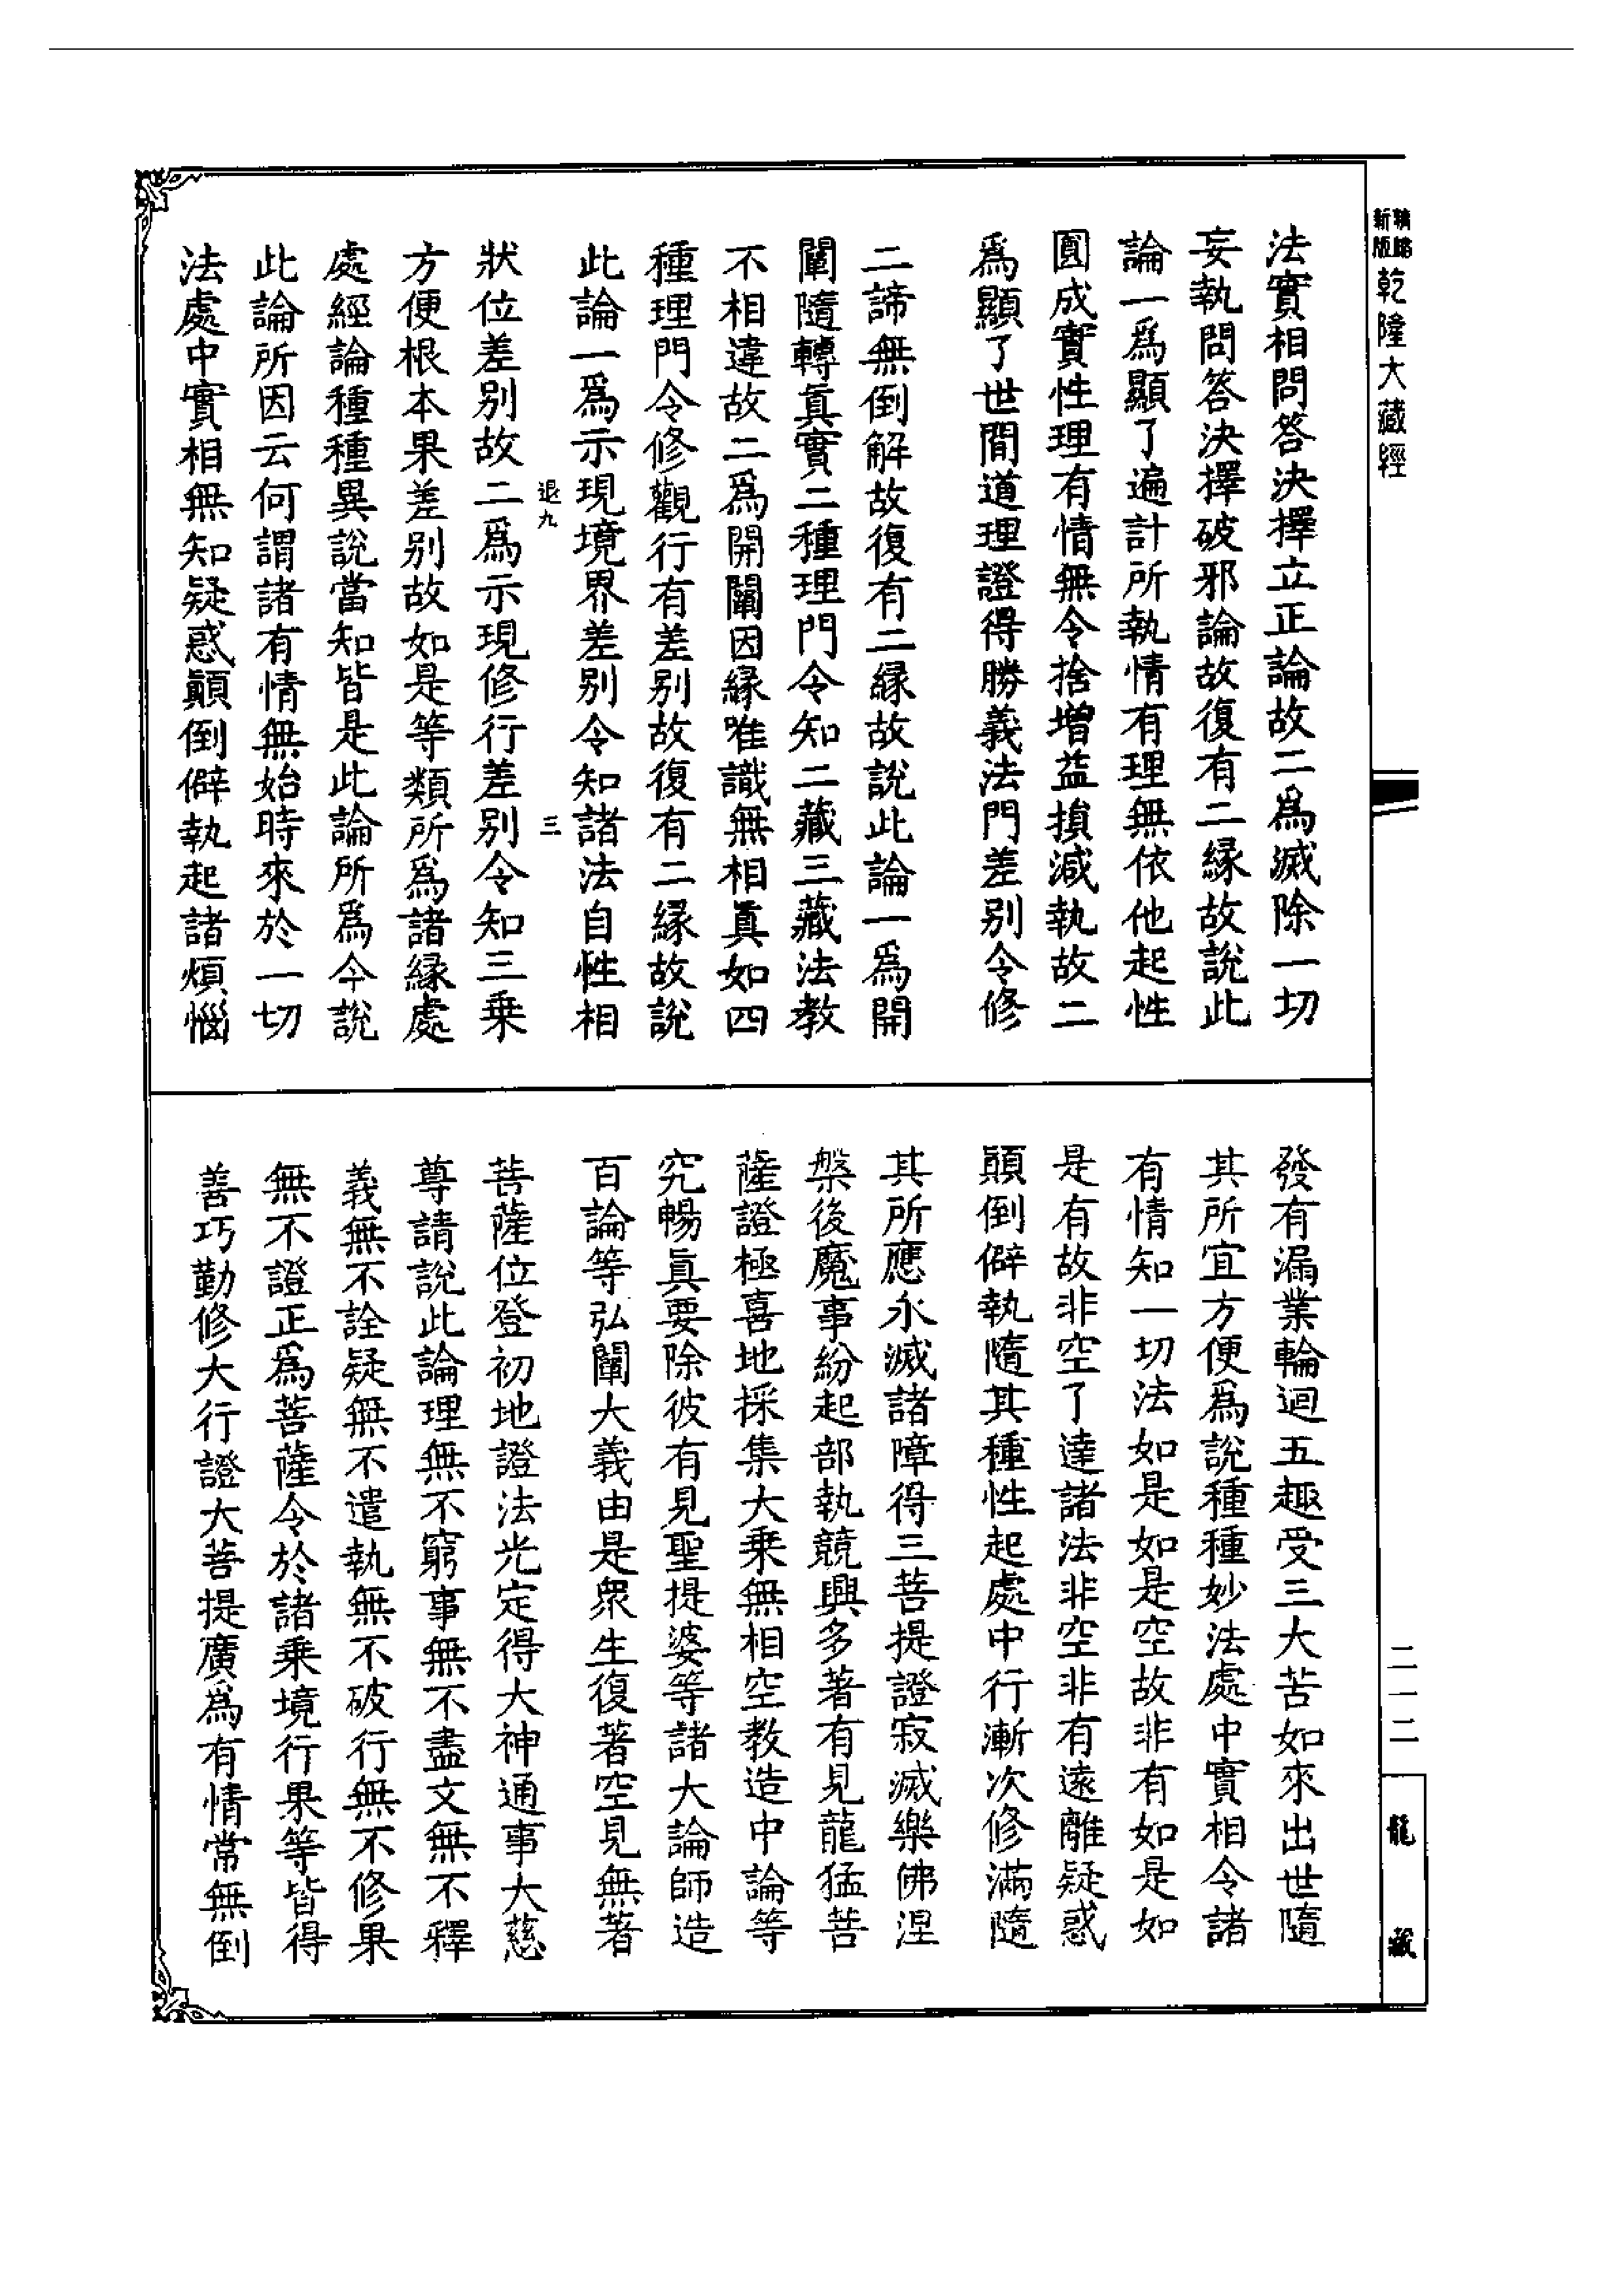 新版精縮
乾隆大藏經
法實相問答決擇立正論故二爲滅除一切
妄執問答決擇破邪論故復有二緣故說此
論一爲顯了遍計所執情有理無依他起性
圓成實性理有情無令捨增益損減執故二
爲顯了世間道理證得勝義法門差別令修
二諦無倒解故復有二緣故說此論一爲開
闡隨轉真實二種理門令知二藏三藏法教
不相違故二爲開闡因緣唯識無相眞如四
種理門令修觀行有差別故復有二緣故說
此論一爲示現境界差別令知諸法自性相
退九
三
狀位差別故二爲示現修行差別令知三乗
方便根本果差別故如是等類所爲諸緣處
處經論種種異說當知皆是此論所爲今說
此論所因云何謂諸有情無始時來於一切
法處中實相無知疑惑顚倒僻執起諸煩惱
發有漏業輪迴五趣受三大苦如來出世隨
其所宜方便爲說種種妙法處中實相令諸
有情知一切法如是如是空故非有如是如
是有故非空了達諸法非空非有遠離疑惑
顚倒僻執隨其種性起處中行漸次修滿隨
其所應永滅諸障得三菩提證寂滅樂佛涅
槃後魔事紛起部執競興多著有見龍猛菩
薩證極喜地採集大乗無相空教造中論等
究暢眞要除彼有見聖提婆等諸大論師造
百論等弘闡大義由是衆生復著空見無著
菩薩位登初地證法光定得大神通事大慈
尊請說此論理無不窮事無不盡文無不釋
義無不詮疑無不遣執無不破行無不修果
無不證正爲菩薩令於諸乗境行果等皆得
善巧勤修大行證大菩提廣爲有情常無倒
二一二
龍藏